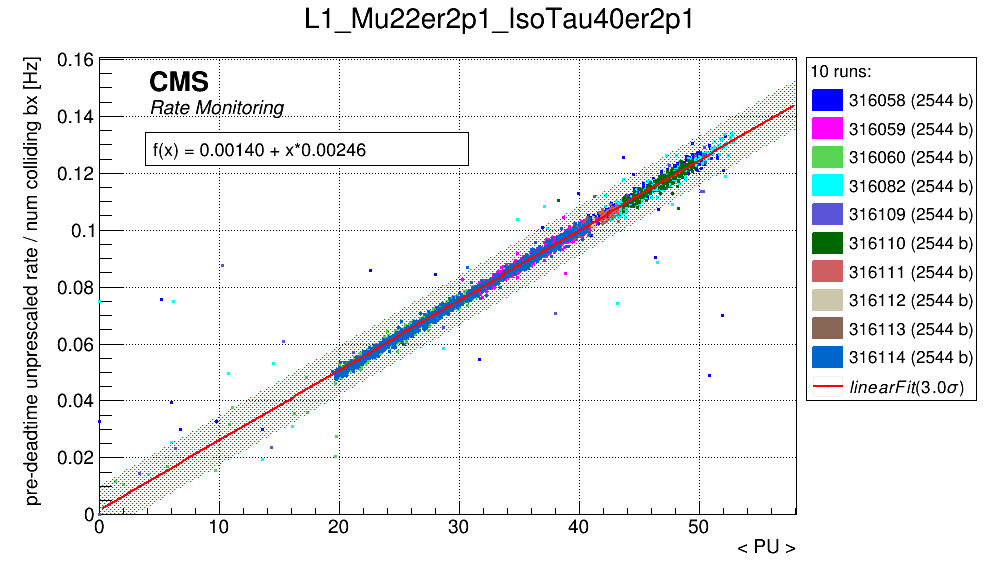 L1_Mu22er2p1_IsoTau40er2p1
pre-deadtime unprescaled rate / num colliding bx [Hz]
0.16
0.14
0.12
0.1
0.08
0.06
0.04
0.02
0
CMS
Rate Monitoring
f(x) = 0.00140 + x*0.00246
0 10 20 30 40 50
< PU >
10 runs:
316058 (2544 b)
316059 (2544 b)
316060 (2544 b)
316082 (2544 b)
316109 (2544 b)
316110 (2544 b)
316111 (2544 b)
316112 (2544 b)
316113 (2544 b)
316114 (2544 b)
linearFit(3.0σ)